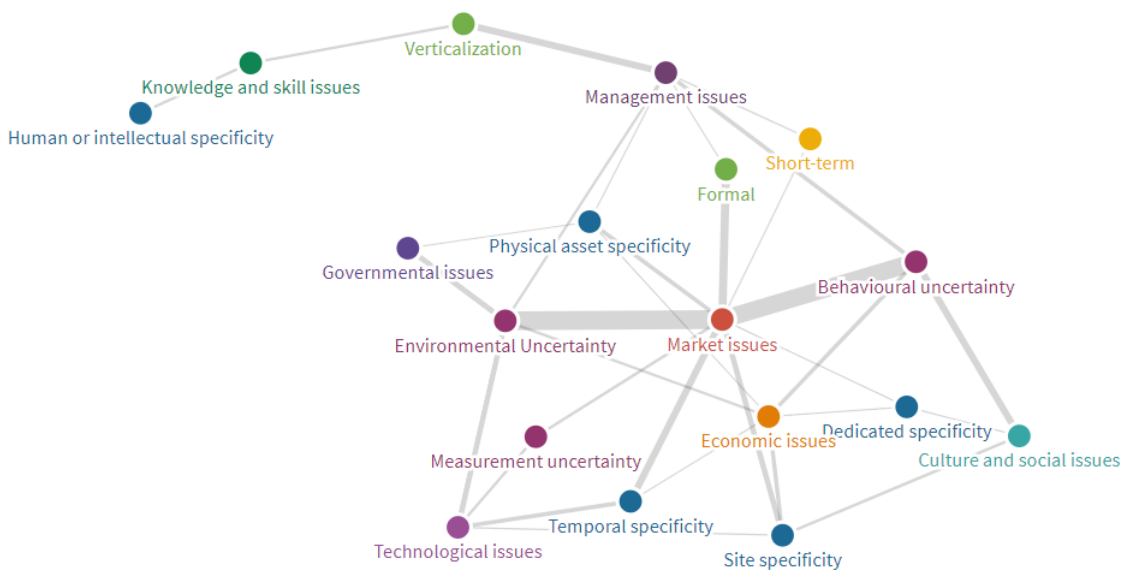 Verticalization
Knowledge and skill issues
Management issues
Human or intellectual specificity
Short-term
Formal
Physical asset specificity
Governmental issues
Behavioural uncertainty
Environmental Uncertainty
Market issues
Economic issues
Dedicated specificity
Measurement uncertainty
Culture and social issues
Temporal specificity
Technological issues
Site specificity